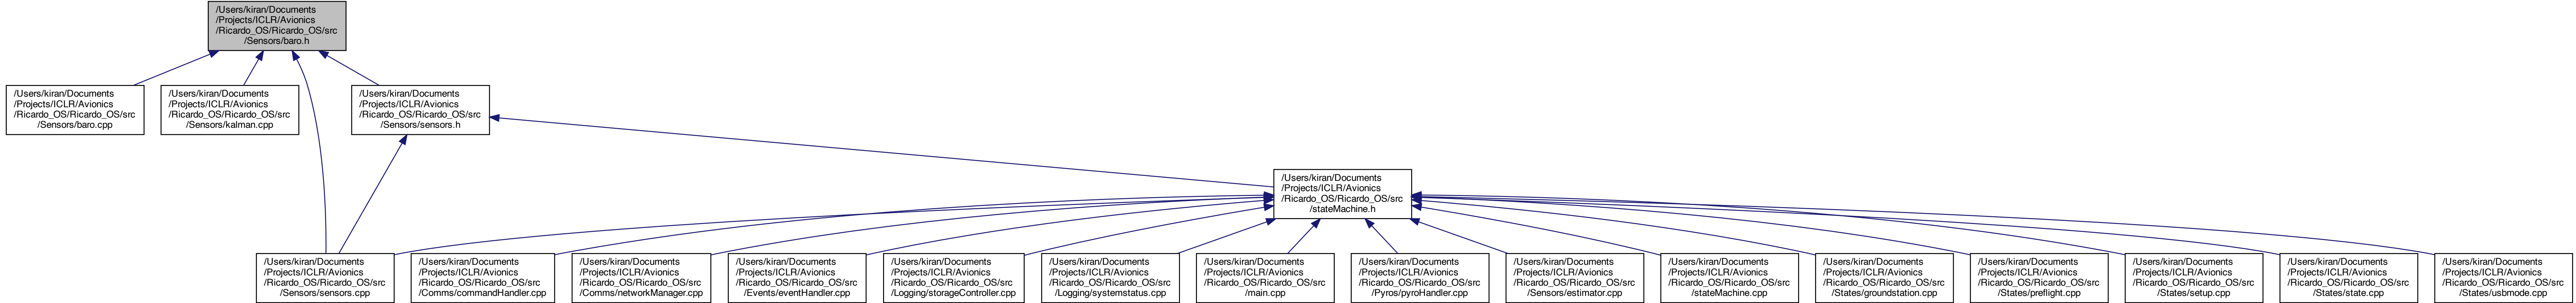 /Users/kiran/Documents
/Projects/ICLR/Avionics
/Ricardo_OS/Ricardo_OS/src
/Sensors/baro.h
/Users/kiran/Documents
/Projects/ICLR/Avionics
/Ricardo_OS/Ricardo_OS/src
/Sensors/baro.cpp
/Users/kiran/Documents
/Projects/ICLR/Avionics
/Ricardo_OS/Ricardo_OS/src
/Sensors/kalman.cpp
/Users/kiran/Documents
/Projects/ICLR/Avionics
/Ricardo_OS/Ricardo_OS/src
/Sensors/sensors.h
/Users/kiran/Documents
/Projects/ICLR/Avionics
/Ricardo_OS/Ricardo_OS/src
/stateMachine.h
/Users/kiran/Documents
/Projects/ICLR/Avionics
/Ricardo_OS/Ricardo_OS/src
/Sensors/sensors.cpp
/Users/kiran/Documents
/Projects/ICLR/Avionics
/Ricardo_OS/Ricardo_OS/src
/Comms/commandHandler.cpp
/Users/kiran/Documents
/Projects/ICLR/Avionics
/Ricardo_OS/Ricardo_OS/src
/Comms/networkManager.cpp
/Users/kiran/Documents
/Projects/ICLR/Avionics
/Ricardo_OS/Ricardo_OS/src
/Events/eventHandler.cpp
/Users/kiran/Documents
/Projects/ICLR/Avionics
/Ricardo_OS/Ricardo_OS/src
/Logging/storageController.cpp
/Users/kiran/Documents
/Projects/ICLR/Avionics
/Ricardo_OS/Ricardo_OS/src
/Logging/systemstatus.cpp
/Users/kiran/Documents
/Projects/ICLR/Avionics
/Ricardo_OS/Ricardo_OS/src
/main.cpp
/Users/kiran/Documents
/Projects/ICLR/Avionics
/Ricardo_OS/Ricardo_OS/src
/Pyros/pyroHandler.cpp
/Users/kiran/Documents
/Projects/ICLR/Avionics
/Ricardo_OS/Ricardo_OS/src
/Sensors/estimator.cpp
/Users/kiran/Documents
/Projects/ICLR/Avionics
/Ricardo_OS/Ricardo_OS/src
/stateMachine.cpp
/Users/kiran/Documents
/Projects/ICLR/Avionics
/Ricardo_OS/Ricardo_OS/src
/States/groundstation.cpp
/Users/kiran/Documents
/Projects/ICLR/Avionics
/Ricardo_OS/Ricardo_OS/src
/States/preflight.cpp
/Users/kiran/Documents
/Projects/ICLR/Avionics
/Ricardo_OS/Ricardo_OS/src
/States/setup.cpp
/Users/kiran/Documents
/Projects/ICLR/Avionics
/Ricardo_OS/Ricardo_OS/src
/States/state.cpp
/Users/kiran/Documents
/Projects/ICLR/Avionics
/Ricardo_OS/Ricardo_OS/src
/States/usbmode.cpp